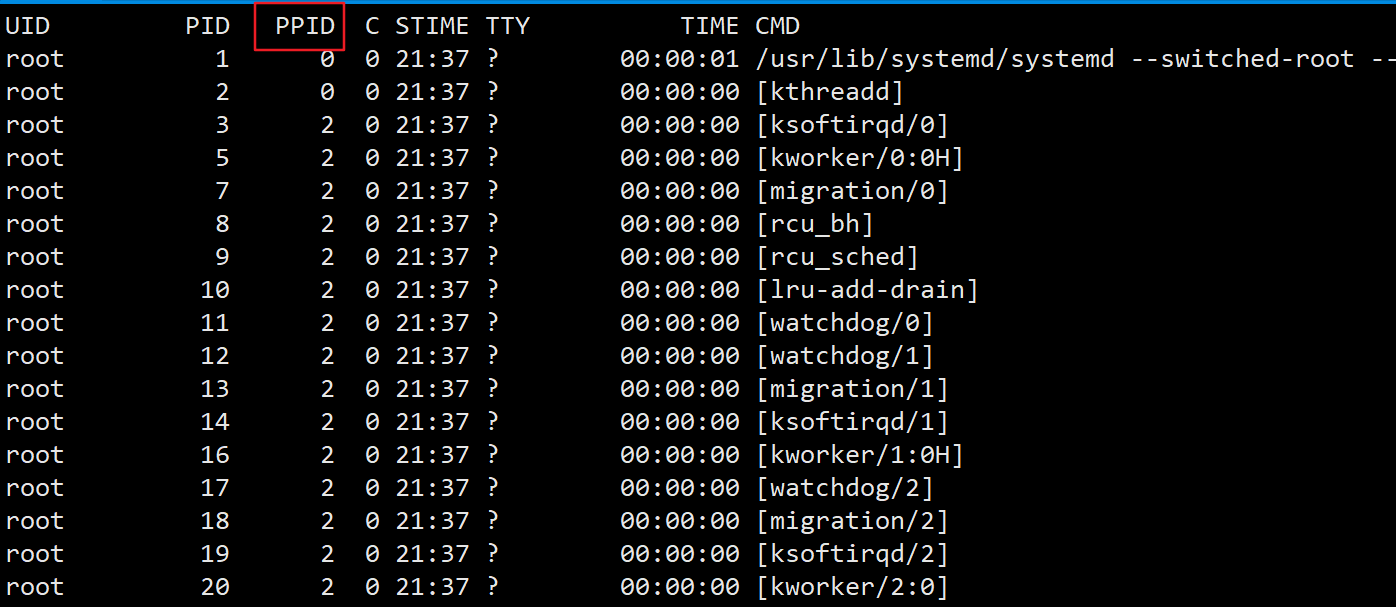 UID PID PPID C STIME TTY TIME CMD
root 1 0 0 21:37 ? 00:00:01 /usr/lib/systemd/systemd --switched-root --
root 2 0 0 21:37 ? 00:00:00 [kthreadd]
root 3 2 0 21:37 ? 00:00:00 [ksoftirqd/0]
root 5 2 0 21:37 ? 00:00:00 [kworker/0:0H]
root 7 2 0 21:37 ? 00:00:00 [migration/0]
root 8 2 0 21:37 ? 00:00:00 [rcu_bh]
root 9 2 0 21:37 ? 00:00:00 [rcu_sched]
root 10 2 0 21:37 ? 00:00:00 [lru-add-drain]
root 11 2 0 21:37 ? 00:00:00 [watchdog/0]
root 12 2 0 21:37 ? 00:00:00 [watchdog/1]
root 13 2 0 21:37 ? 00:00:00 [migration/1]
root 14 2 0 21:37 ? 00:00:00 [ksoftirqd/1]
root 16 2 0 21:37 ? 00:00:00 [kworker/1:0H]
root 17 2 0 21:37 ? 00:00:00 [watchdog/2]
root 18 2 0 21:37 ? 00:00:00 [migration/2]
root 19 2 0 21:37 ? 00:00:00 [ksoftirqd/2]
root 20 2 0 21:37 ? 00:00:00 [kworker/2:0]